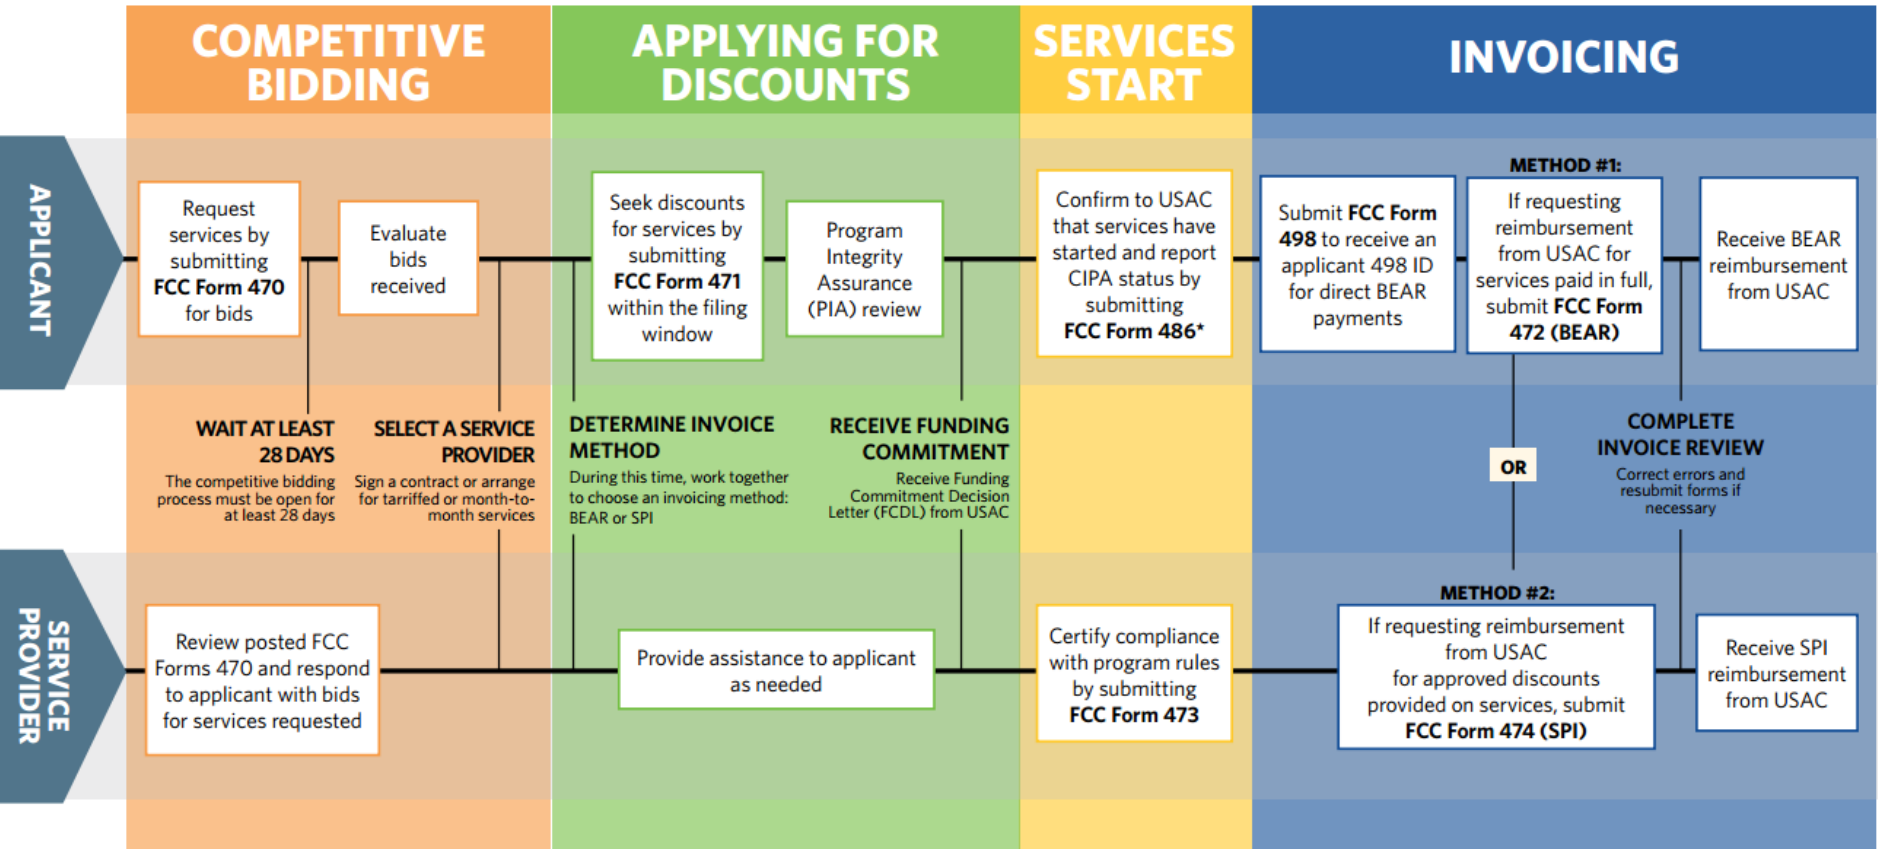 COMPETITIVE
BIDDING
APPLYING FOR
DISCOUNTS
SERVICES
START
INVOICING
APPLICANT
Request
services by
submitting
FCC Form 470
for bids
Evaluate
bids
received
Seek discounts
for services by
submitting
FCC Form 471
within the filing
window
Program
Integrity
Assurance
(PIA) review
Confirm to USAC
that services have
started and report
CIPA status by
submitting
FCC Form 486*
Submit FCC Form
498 to receive an
applicant 498 ID
for direct BEAR
payments
METHOD #1:
If requesting
reimbursement
from USAC for
services paid in full,
submit FCC Form
472 (BEAR)
Receive BEAR
reimbursement
from USAC
WAIT AT LEAST
28 DAYS
The competitive bidding
process must be open for
at least 28 days
SELECT A SERVICE
PROVIDER
Sign a contract or arrange
for tarriffed or month-to-
month services
DETERMINE INVOICE
METHOD
During this time, work together
to choose an invoicing method:
BEAR or SPI
RECEIVE FUNDING
COMMITMENT
Receive Funding
Commitment Decision
Letter (FCDL) from USAC
OR
COMPLETE
INVOICE REVIEW
Correct errors and
resubmit forms if
necessary
SERVICE
PROVIDER
Review posted FCC
Forms 470 and respond
to applicant with bids
for services requested
Provide assistance to applicant
as needed
Certify compliance
with program rules
by submitting
FCC Form 473
METHOD #2:
If requesting reimbursement
from USAC
for approved discounts
provided on services, submit
FCC Form 474 (SPI)
Receive SPI
reimbursement
from USAC